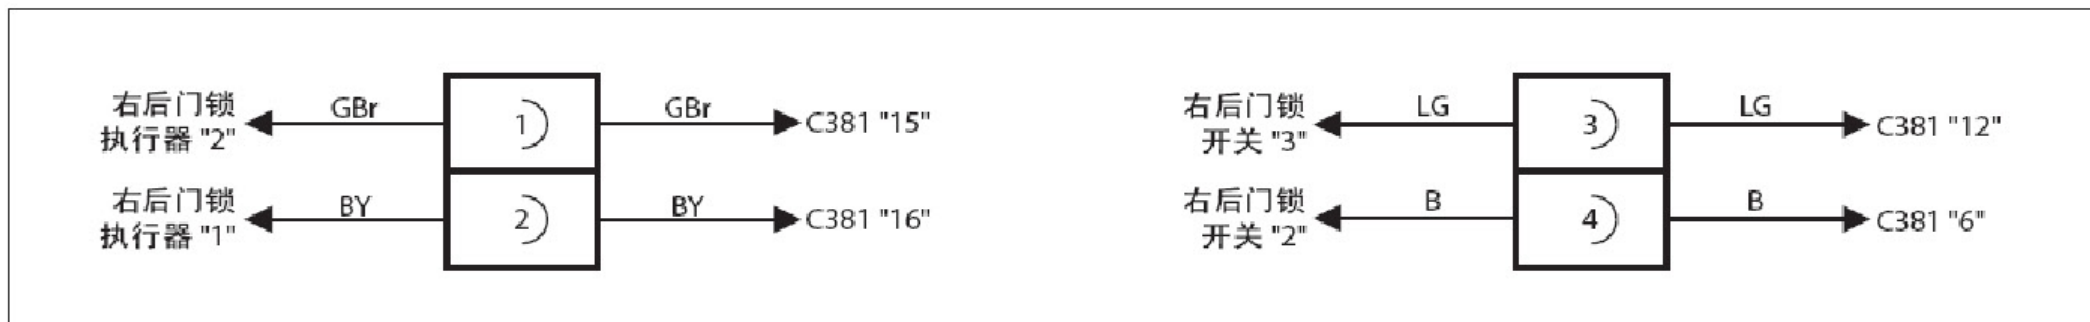 右后门锁
执行器 "2"
GBr
1
GBr
C381 "15"
右后门锁
执行器 "1"
BY
2
BY
C381 "16"
右后门锁
开关 "3"
LG
3
LG
C381 "12"
右后门锁
开关 "2"
B
4
B
C381 "6"